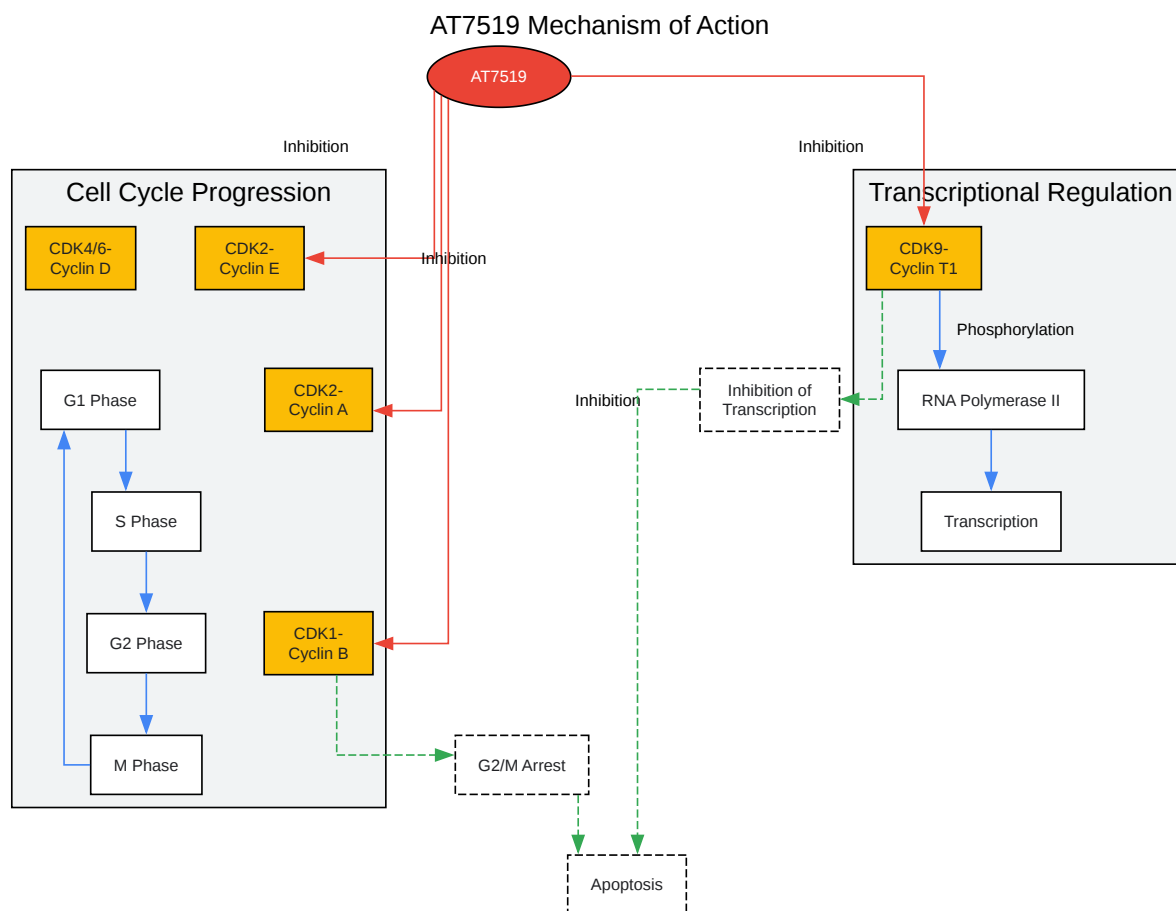 AT7519 Mechanism of Action
AT7519
Inhibition
Inhibition
Cell Cycle Progression
Transcriptional Regulation
CDK4/6-
Cyclin D
CDK2-
Cyclin E
Inhibition
CDK9-
Cyclin T1
Phosphorylation
G1 Phase
CDK2-
Cyclin A
Inhibition
Inhibition of
Transcription
RNA Polymerase II
S Phase
Transcription
G2 Phase
CDK1-
Cyclin B
M Phase
G2/M Arrest
Apoptosis